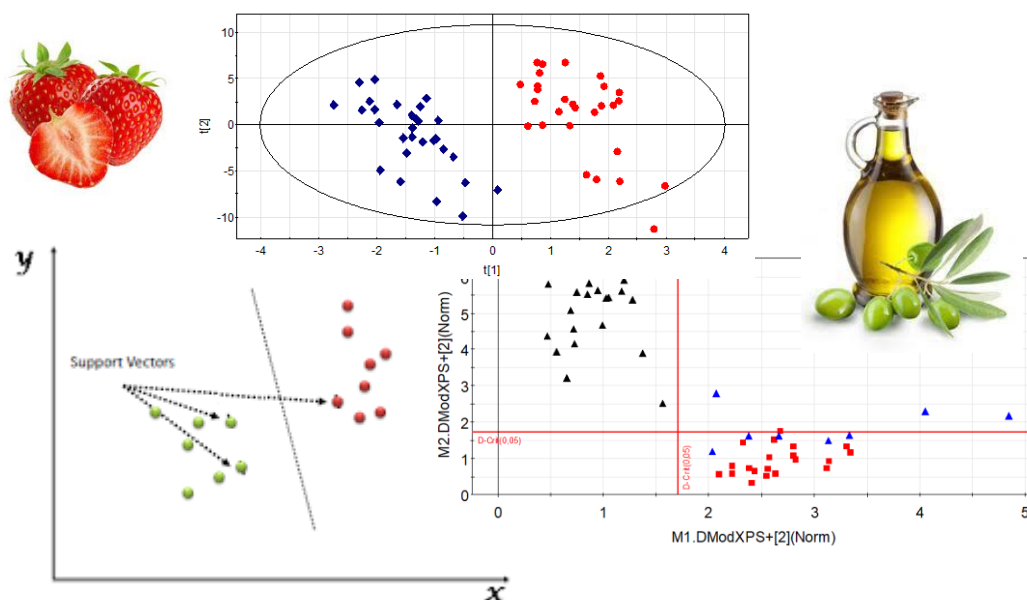 10
5
0
-5
-10
t[2]
-4 -3 -2 -1 0 1 2 3 4
t[1]
y
Support Vectors
x
M2.DModXPS+[2](Norm)
5
4
3
2
1
0
D-Crit(0,05)
D-Crit(0,05)
0 1 2 3 4 5
M1.DModXPS+[2](Norm)